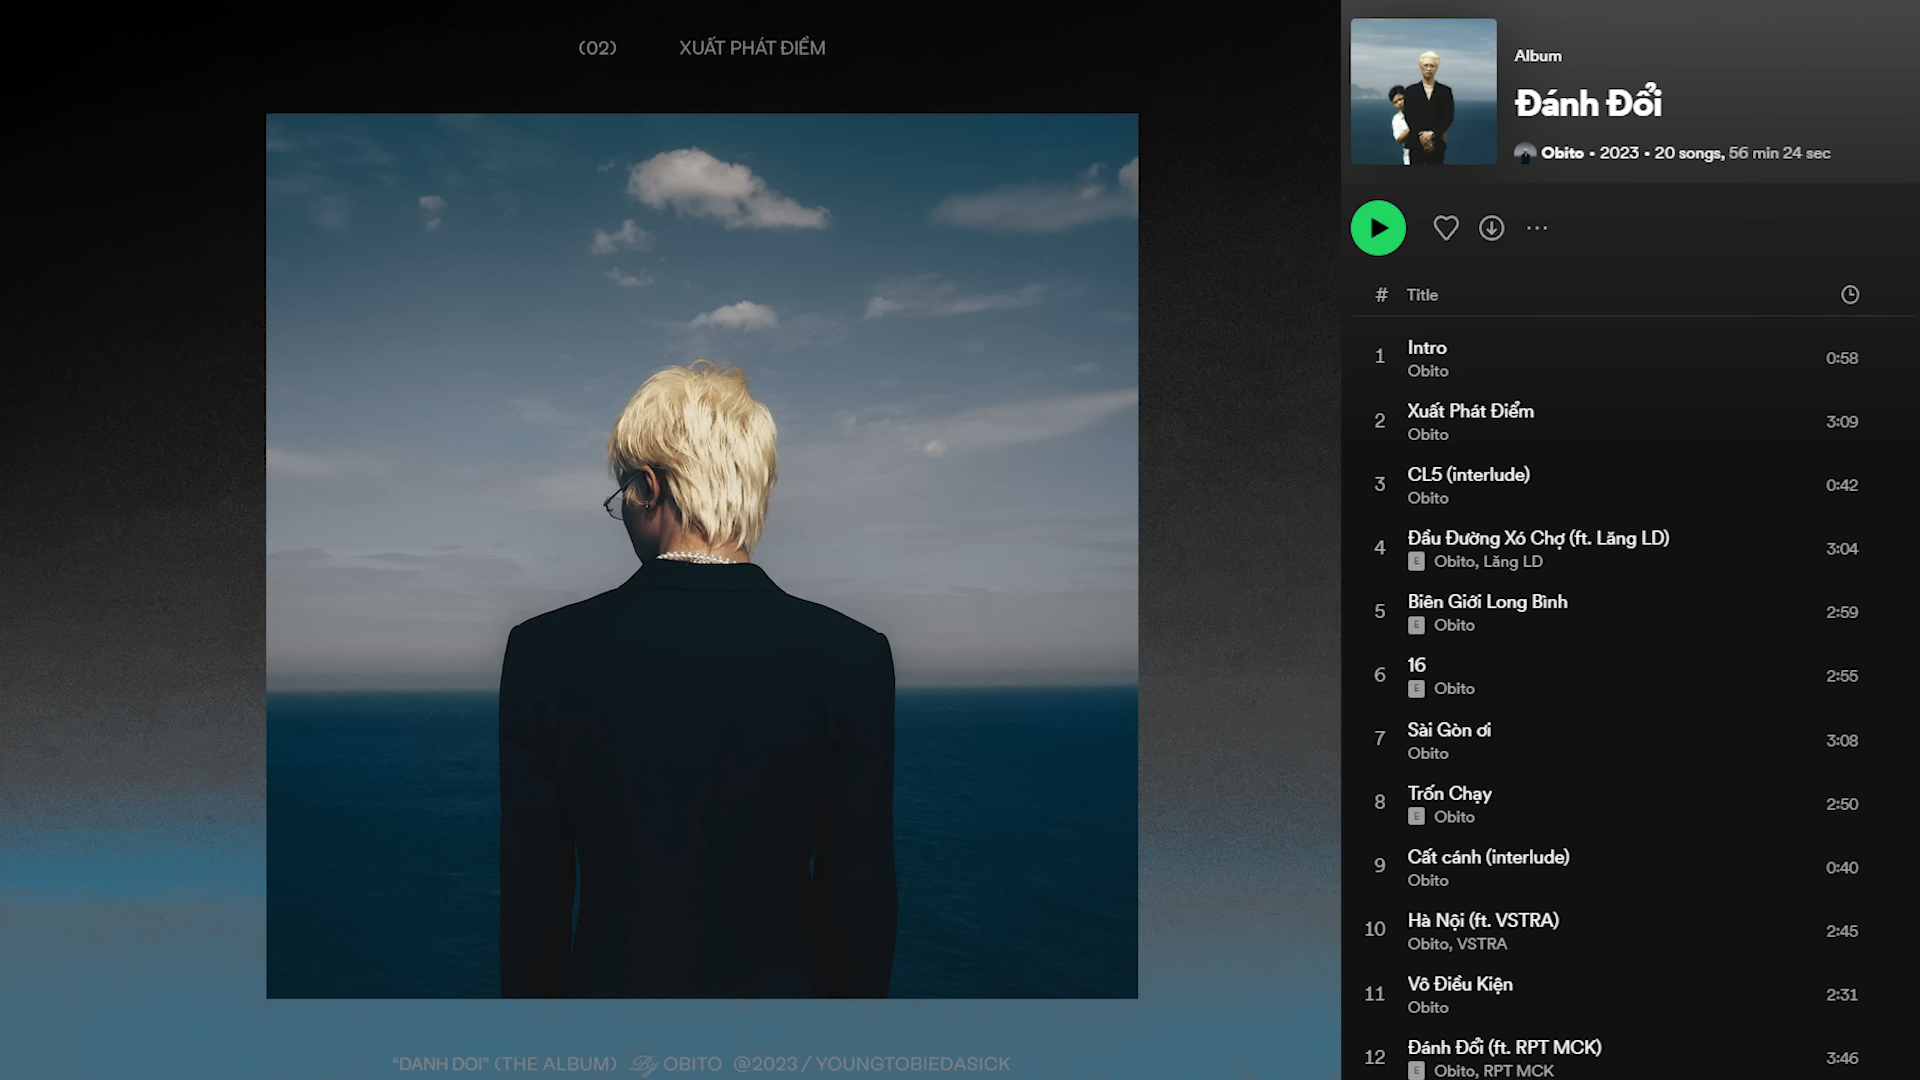 (02) XUẤT PHÁT ĐIỂM
"DANH DOI" (THE ALBUM) By OBITO @2023 / YOUNGTOBIEDASICK
Album
Đánh Đổi
Obito • 2023 • 20 songs, 56 min 24 sec
# Title
1 Intro 0:58
Obito
2 Xuất Phát Điểm 3:09
Obito
3 CL5 (interlude) 0:42
Obito
4 Đầu Đường Xó Chợ (ft. Lăng LD) 3:04
E Obito, Lăng LD
5 Biên Giới Long Bình 2:59
E Obito
6 16 2:55
E Obito
7 Sài Gòn ơi 3:08
Obito
8 Trốn Chạy 2:50
E Obito
9 Cất cánh (interlude) 0:40
Obito
10 Hà Nội (ft. VSTRA) 2:45
Obito, VSTRA
11 Vô Điều Kiện 2:31
Obito
12 Đánh Đổi (ft. RPT MCK) 3:46
E Obito, RPT MCK